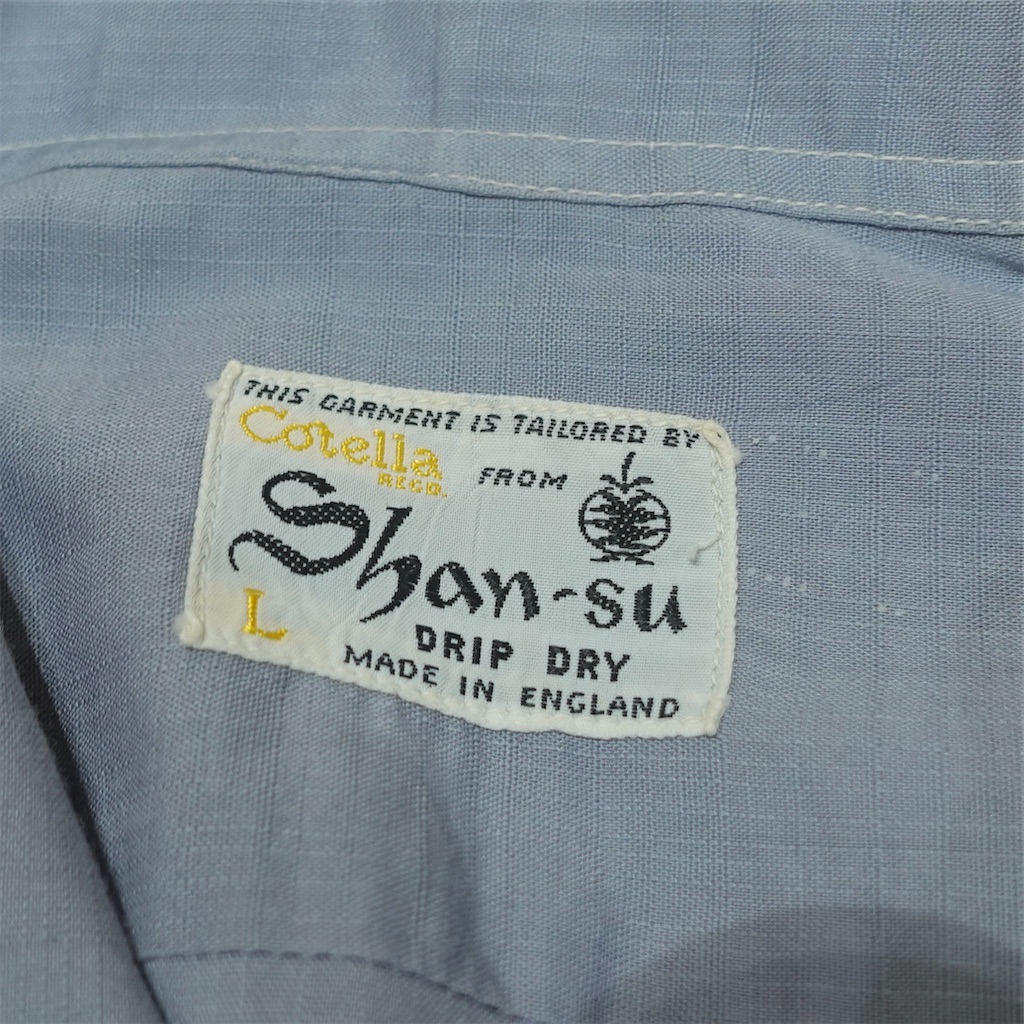 THIS GARMENT IS TAILORED BY
Cotella
REGD.
FROM
Shan-su
L
DRIP DRY
MADE IN ENGLAND